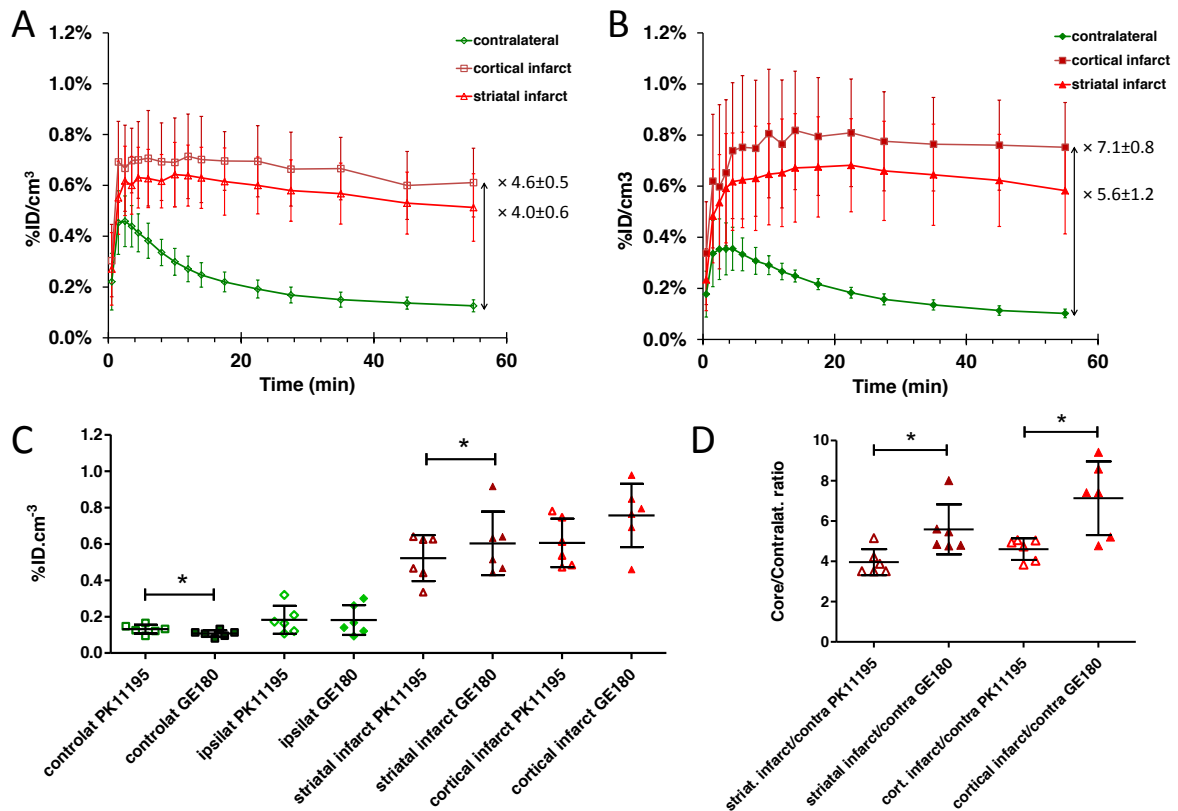 A
1.2%
1.0%
0.8%
0.6%
0.4%
0.2%
0.0%
%ID/cm³
0
20
40
60
Time (min)
contralateral
cortical infarct
striatal infarct
× 4.6±0.5
× 4.0±0.6
B
1.2%
1.0%
0.8%
0.6%
0.4%
0.2%
0.0%
%ID/cm3
0
20
40
60
Time (min)
contralateral
cortical infarct
striatal infarct
× 7.1±0.8
× 5.6±1.2
C
1.2
1.0
0.8
0.6
0.4
0.2
0.0
%ID.cm⁻³
*
*
controlat PK11195
controlat GE180
ipsilat PK11195
ipsilat GE180
striatal infarct PK11195
striatal infarct GE180
cortical infarct PK11195
cortical infarct GE180
D
10
8
6
4
2
0
Core/Contralat. ratio
*
*
striat. infarct/contra PK11195
striatal infarct/contra GE180
cort. infarct/contra PK11195
cortical infarct/contra GE180